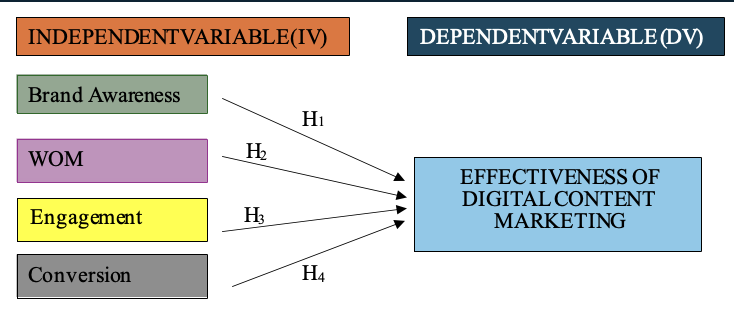 INDEPENDENTVARIABLE(IV)
DEPENDENTVARIABLE (DV)
Brand Awareness
H1
WOM
H2
EFFECTIVENESS OF
DIGITAL CONTENT
MARKETING
Engagement
H3
Conversion
H4